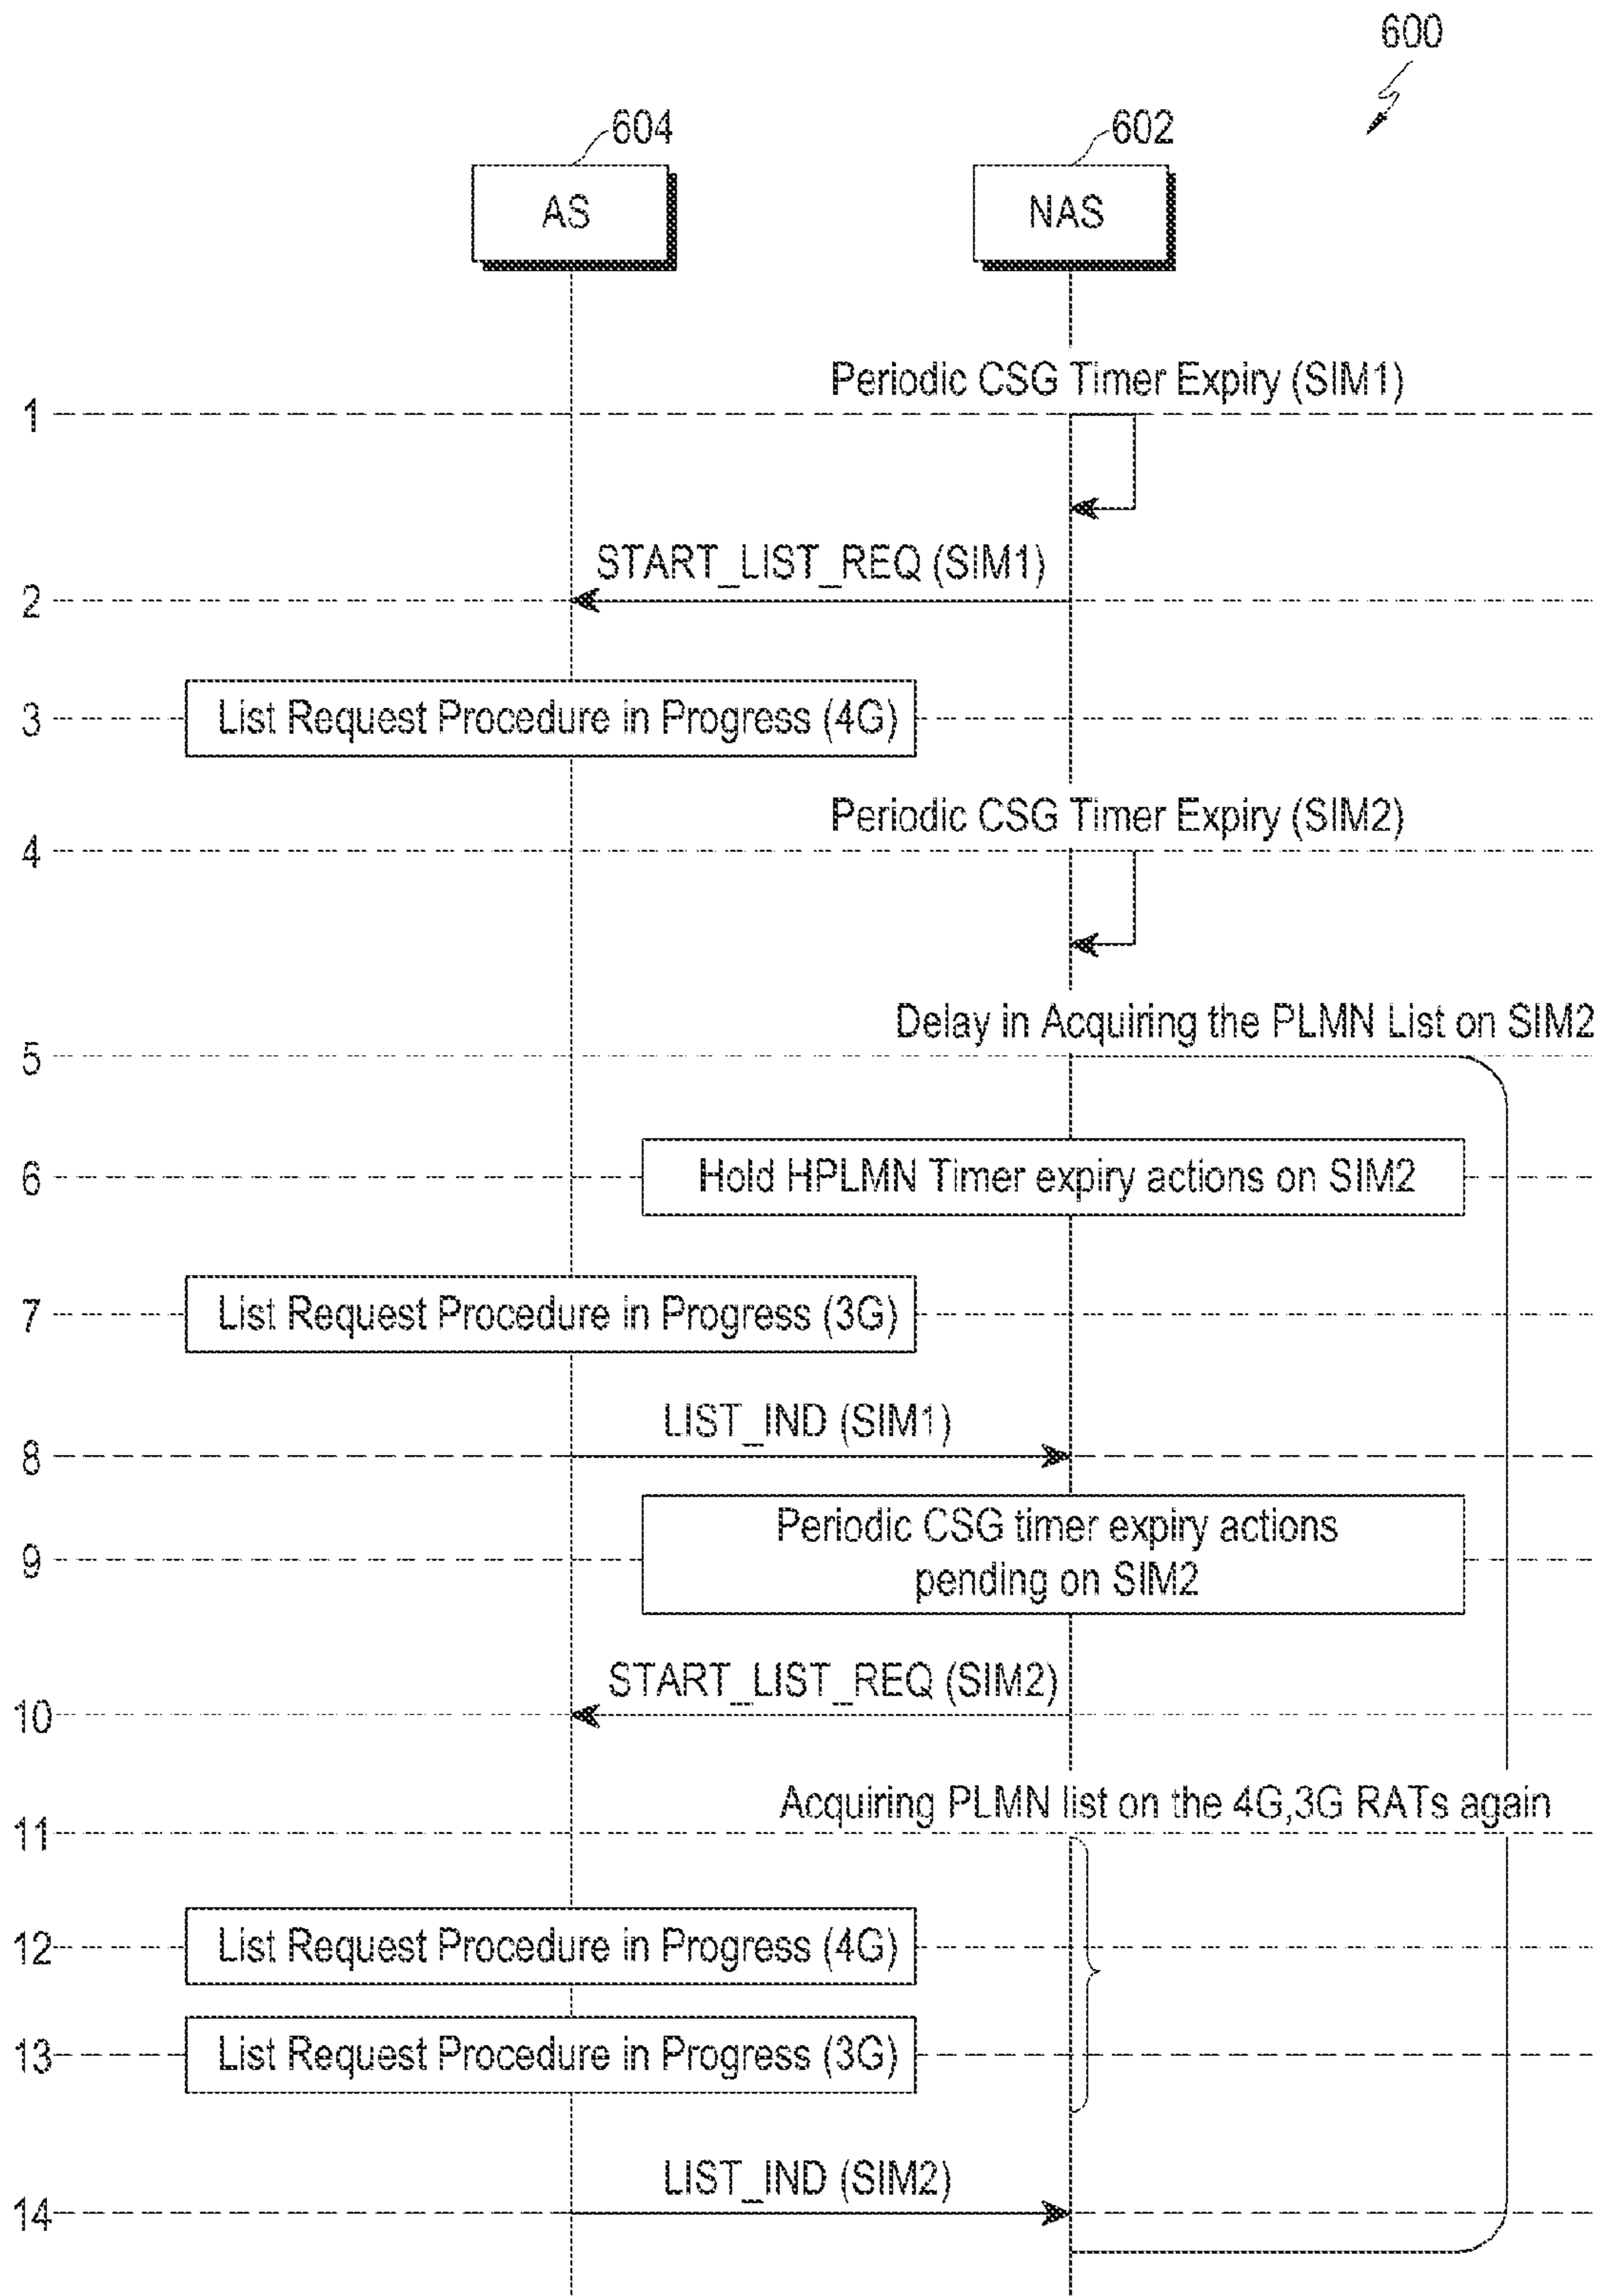 600
604
602
AS
NAS
Periodic CSG Timer Expiry (SIM1)
1
START_LIST_REQ (SIM1)
2
3
List Request Procedure in Progress (4G)
Periodic CSG Timer Expiry (SIM2)
4
Delay in Acquiring the PLMN List on SIM2
5
6
Hold HPLMN Timer expiry actions on SIM2
7
List Request Procedure in Progress (3G)
LIST_IND (SIM1)
8
Periodic CSG timer expiry actions
9
pending on SIM2
START_LIST_REQ (SIM2)
10
Acquiring PLMN list on the 4G,3G RATs again
11
12
List Request Procedure in Progress (4G)
13
List Request Procedure in Progress (3G)
LIST_IND (SIM2)
14